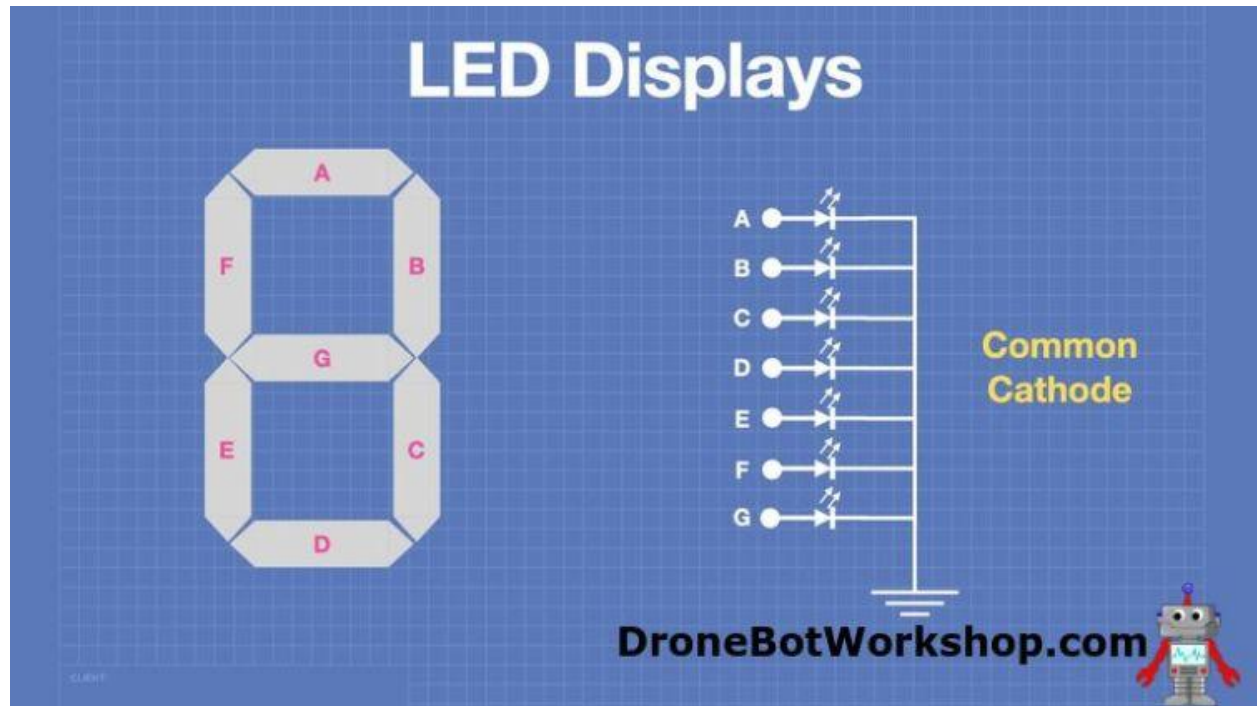 LED Displays
A
F
B
G
E
C
D
A
B
C
D
E
F
G
Common
Cathode
DroneBotWorkshop.com